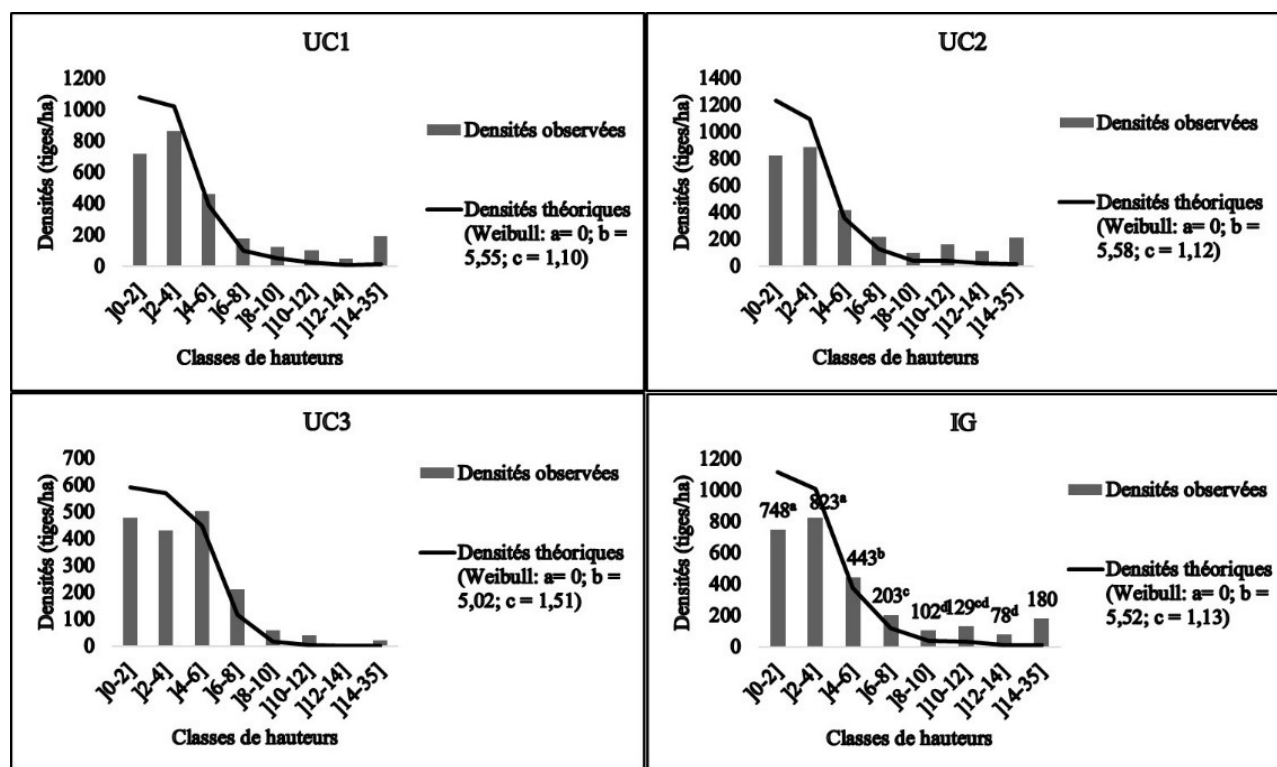 UC1
Densités (tiges/ha)
1200
1000
800
600
400
200
0
]0-2]
]2-4]
]4-6]
]6-8]
]8-10]
]10-12]
]12-14]
]14-35]
Classes de hauteurs
Densités observées
Densités théoriques
(Weibull: a= 0; b =
5,55; c = 1,10)
UC2
Densités (tiges/ha)
1400
1200
1000
800
600
400
200
0
]0-2]
]2-4]
]4-6]
]6-8]
]8-10]
]10-12]
]12-14]
]14-35]
Classes de hauteurs
Densités observées
Densités théoriques
(Weibull: a= 0; b =
5,58; c = 1,12)
UC3
Densités (tiges/ha)
700
600
500
400
300
200
100
0
]0-2]
]2-4]
]4-6]
]6-8]
]8-10]
]10-12]
]12-14]
]14-35]
Classes de hauteurs
Densités observées
Densités théoriques
(Weibull: a= 0; b =
5,02; c = 1,51)
IG
Densités (tiges/ha)
1200
1000
800
600
400
200
0
748ᵃ
823ᵃ
443ᵇ
203ᶜ
102ᵈ
129ᶜᵈ
78ᵈ
180
]0-2]
]2-4]
]4-6]
]6-8]
]8-10]
]10-12]
]12-14]
]14-35]
Classes de hauteurs
Densités observées
Densités théoriques
(Weibull: a= 0; b =
5,52; c = 1,13)